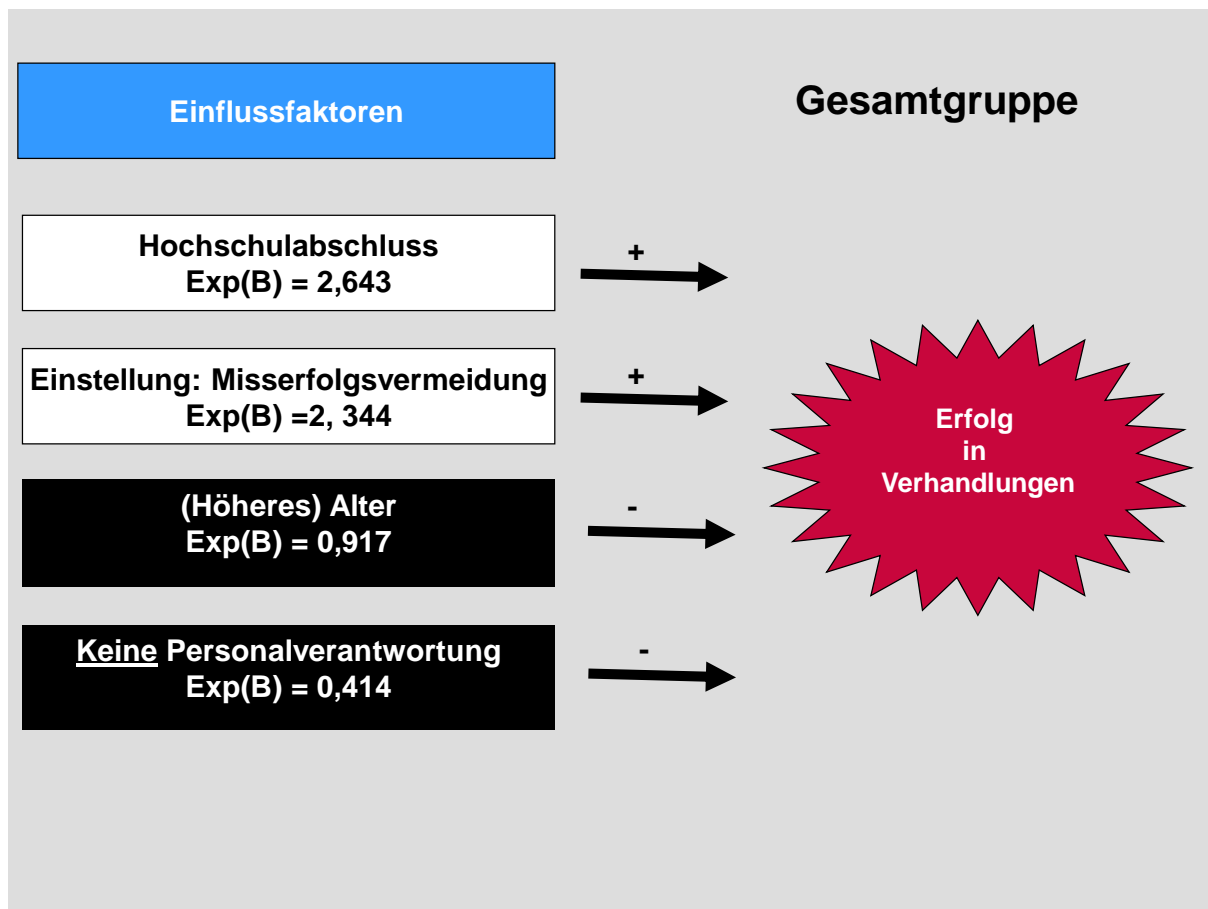 Einflussfaktoren
Gesamtgruppe
Hochschulabschluss
Exp(B) = 2,643
+
Einstellung: Misserfolgsvermeidung
Exp(B) =2, 344
+
(Höheres) Alter
Exp(B) = 0,917
-
Keine Personalverantwortung
Exp(B) = 0,414
-
Erfolg
in
Verhandlungen